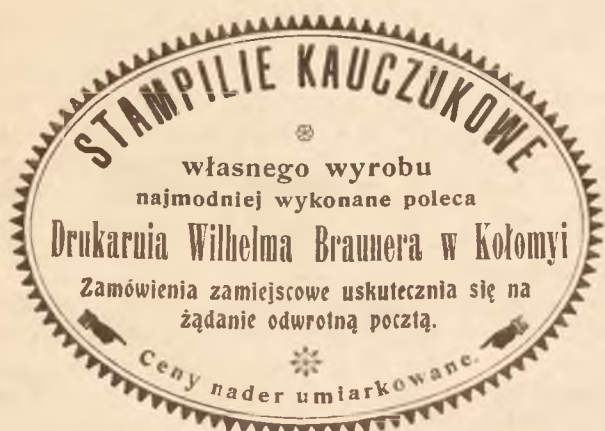 STAMPILIE KAUCZUKOWE
własnego wyrobu
najmodniej wykonane poleca
Drukarnia Wilhelma Braunera w Kołomyi
Zamówienia zamiejscowe uskutecznia się na
żądanie odwrotną pocztą.
Ceny nader umiarkowane.